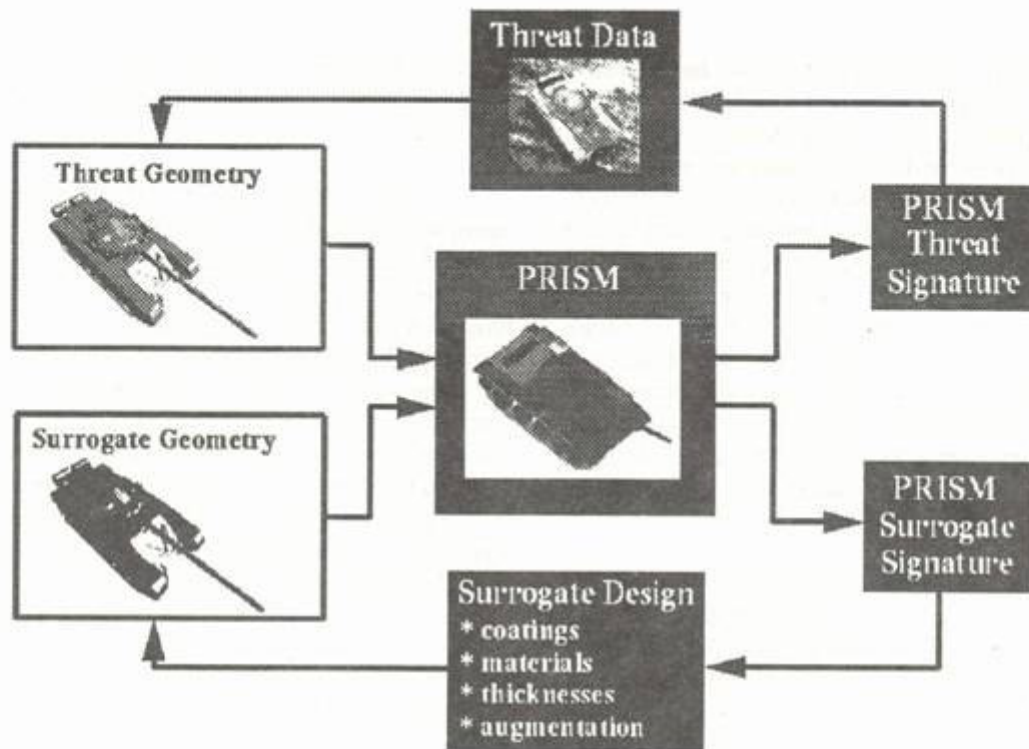 Threat Data
Threat Geometry
PRISM
Threat
Signature
PRISM
Surrogate Geometry
PRISM
Surrogate
Signature
Surrogate Design
* coatings
* materials
* thicknesses
* augmentation